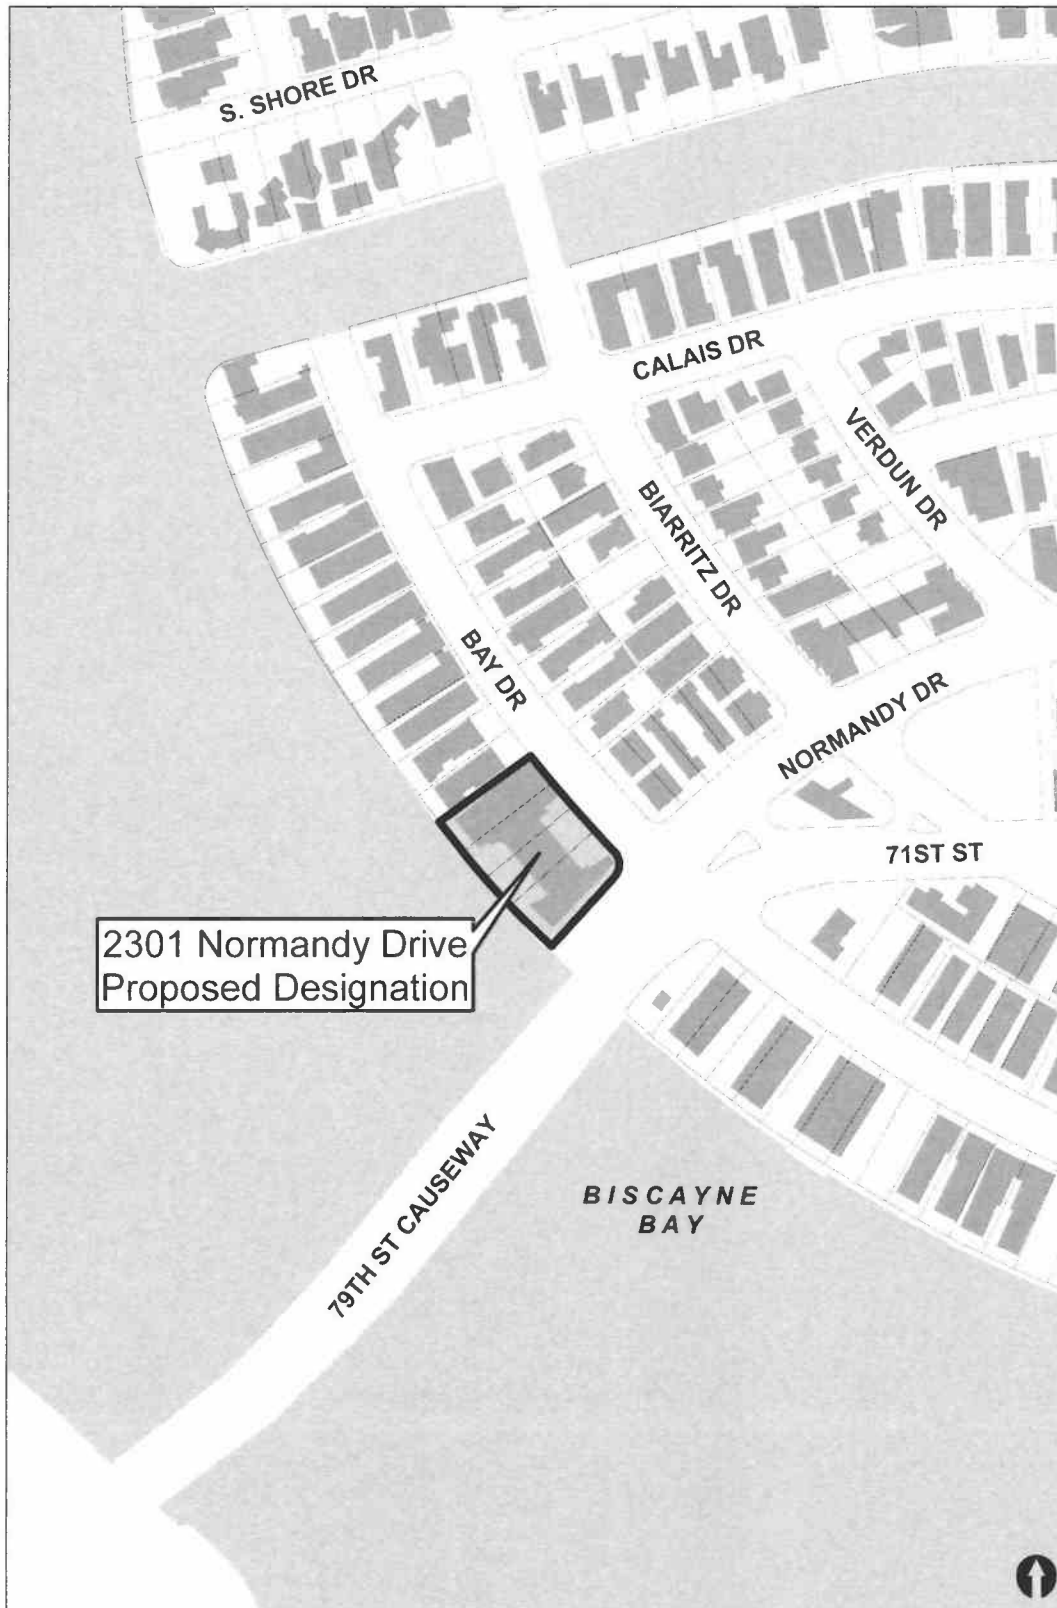 S. SHORE DR
CALAIS DR
VERDUN DR
BIARRITZ DR
BAY DR
NORMANDY DR
71ST ST
2301 Normandy Drive
Proposed Designation
79TH ST CAUSEWAY
BISCAYNE
BAY